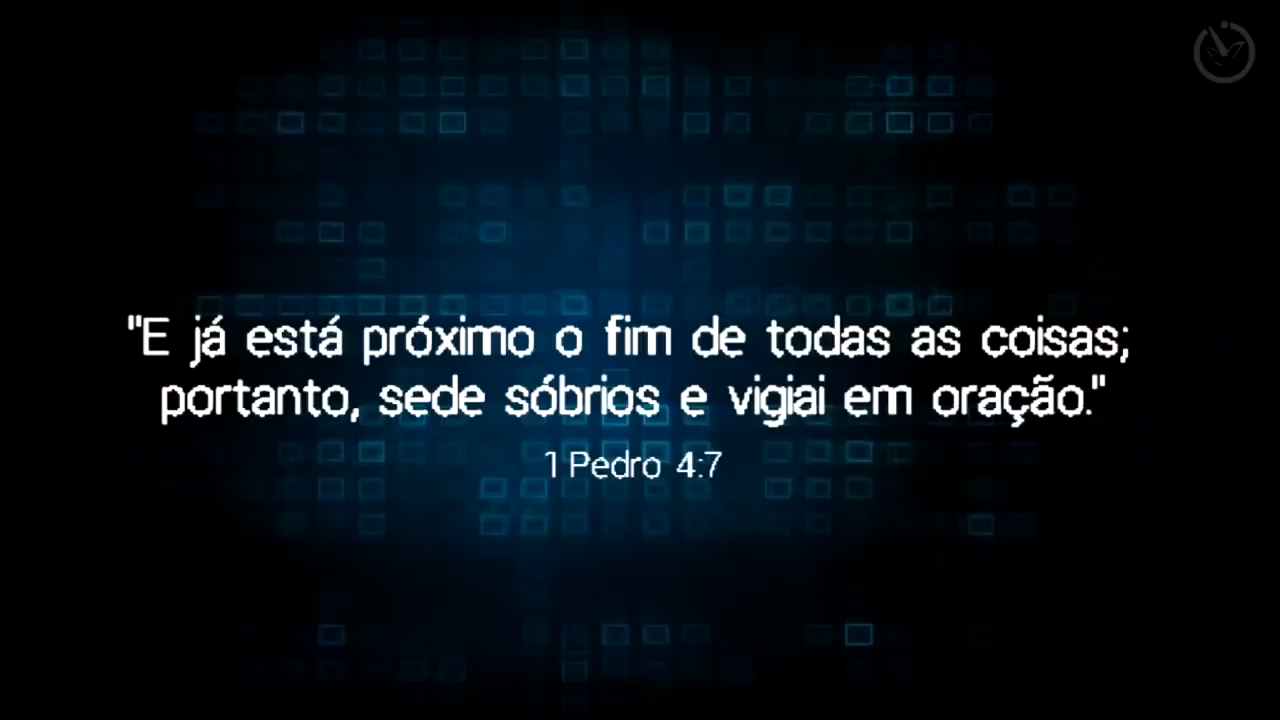 "E já está próximo o fim de todas as coisas;
portanto, sede sóbrios e vigiai em oração."
1 Pedro 4:7